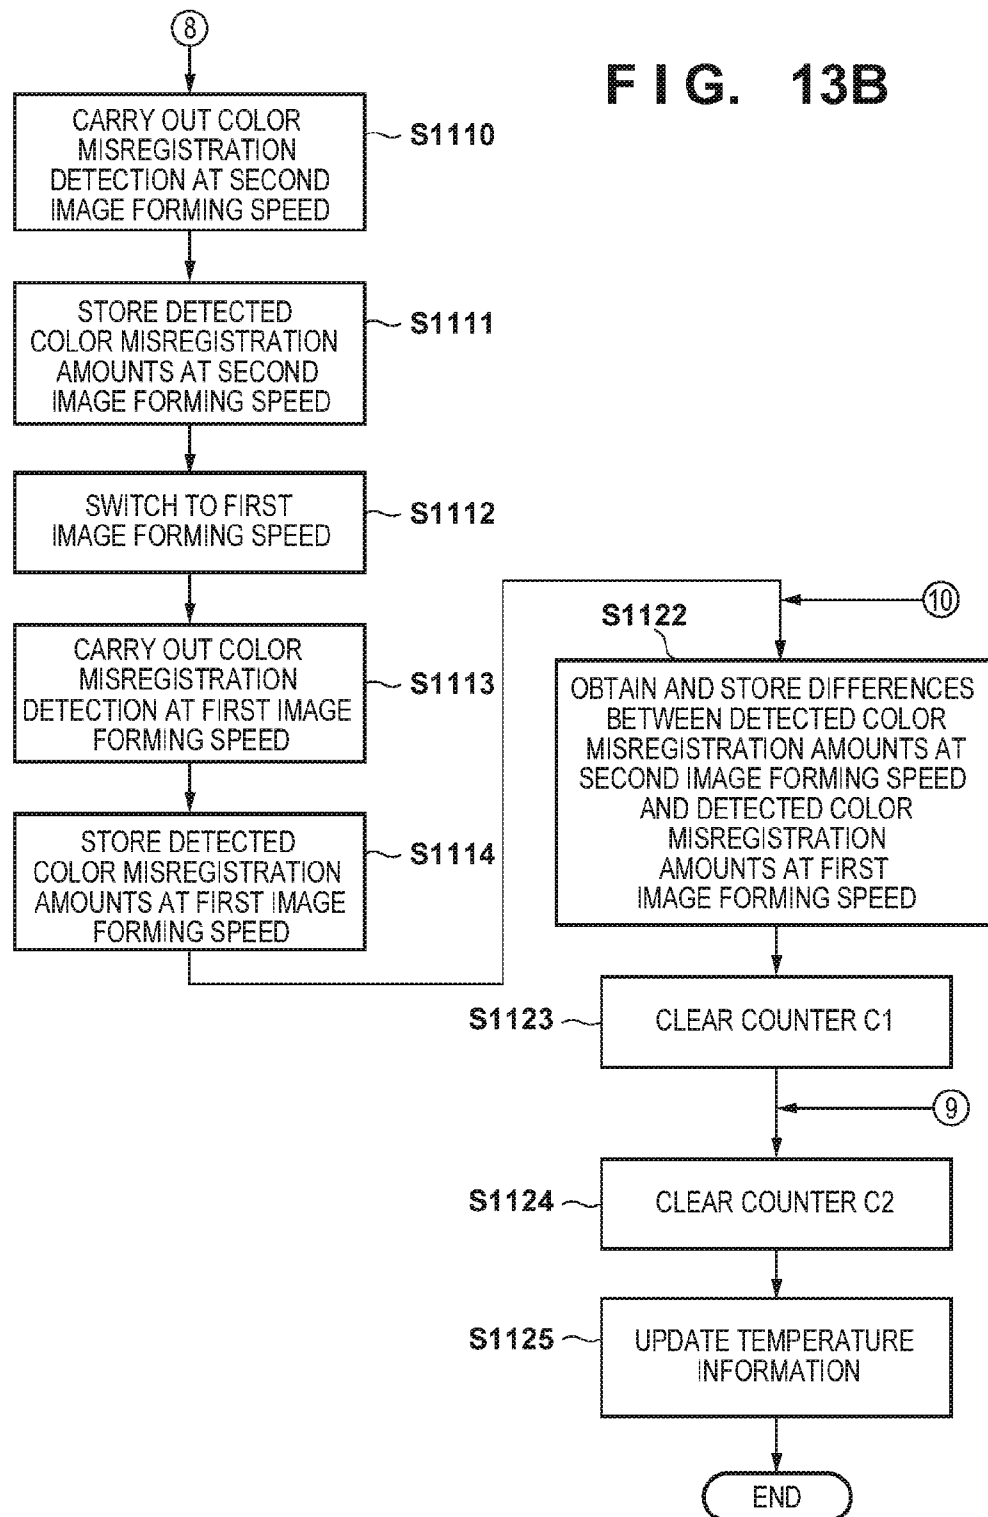 8
FIG. 13B
CARRY OUT COLOR
MISREGISTRATION
DETECTION AT SECOND
IMAGE FORMING SPEED
S1110
STORE DETECTED
COLOR MISREGISTRATION
AMOUNTS AT SECOND
IMAGE FORMING SPEED
S1111
SWITCH TO FIRST
IMAGE FORMING SPEED
S1112
CARRY OUT COLOR
MISREGISTRATION
DETECTION AT FIRST IMAGE
FORMING SPEED
S1113
STORE DETECTED
COLOR MISREGISTRATION
AMOUNTS AT FIRST IMAGE
FORMING SPEED
S1114
10
S1122
OBTAIN AND STORE DIFFERENCES
BETWEEN DETECTED COLOR
MISREGISTRATION AMOUNTS AT
SECOND IMAGE FORMING SPEED
AND DETECTED COLOR
MISREGISTRATION
AMOUNTS AT FIRST
IMAGE FORMING SPEED
S1123
CLEAR COUNTER C1
9
S1124
CLEAR COUNTER C2
S1125
UPDATE TEMPERATURE
INFORMATION
END